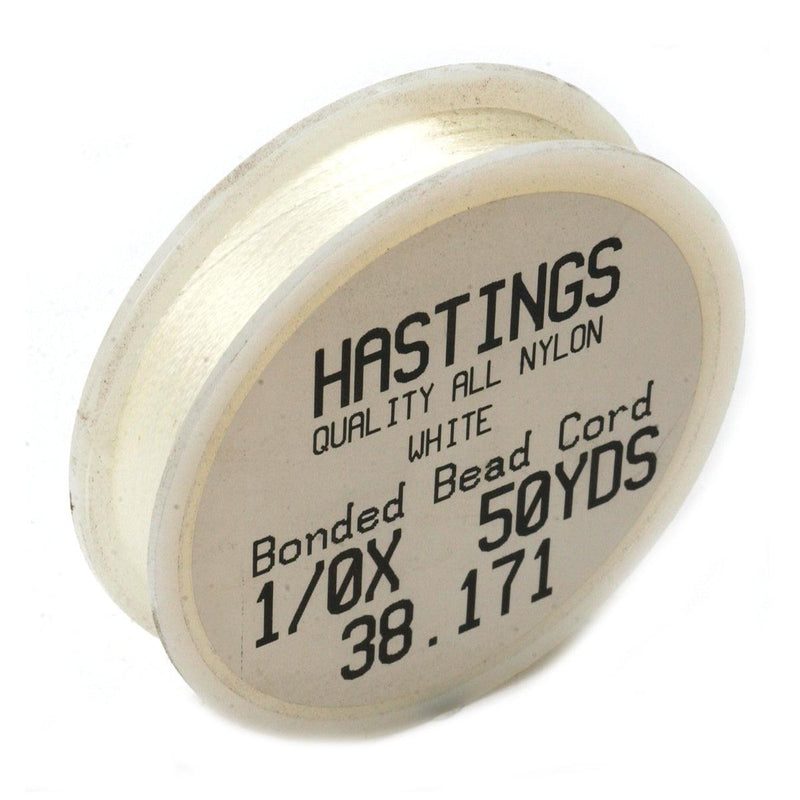 HASTINGS
QUALITY ALL NYLON
WHITE
Bonded Bead Cord
1/0X 50YDS
38.171